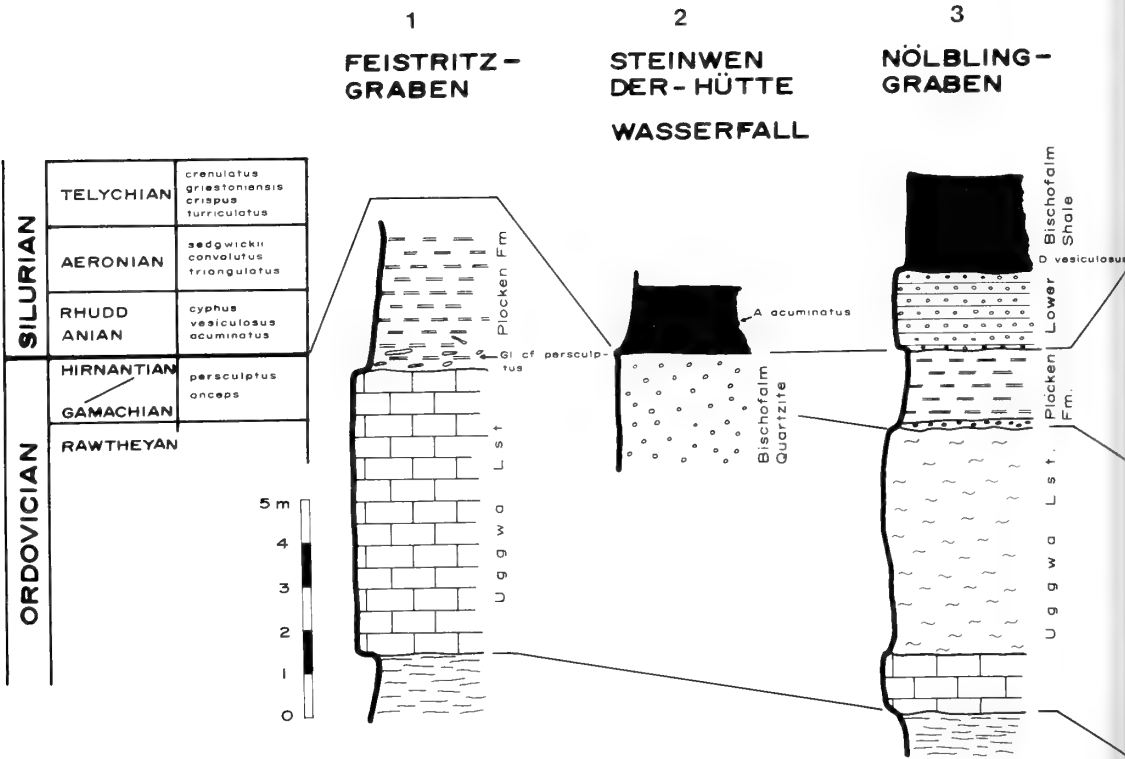 1
FEISTRITZ-
GRABEN
2
STEINWEN
DER-HÜTTE
WASSERFALL
3
NÖLBLING-
GRABEN
SILURIAN
TELYCHIAN
crenulatus
griestoniensis
crispus
turriculatus
AERONIAN
sedgwickii
convolutus
triangulatus
RHUDD
ANIAN
cyphus
vesiculosus
acuminatus
ORDOVICIAN
HIRNANTIAN
GAMACHIAN
persculptus
anceps
RAWTHEYAN
5 m
4
3
2
1
0
Plöcken Fm
Gl cf persculp-
tus
Uggwa Lst
A acuminatus
Bischofalm
Quartzite
Lower Bischofalm
Shale
D vesiculosus
Plöcken
Fm.
Uggwa Lst.